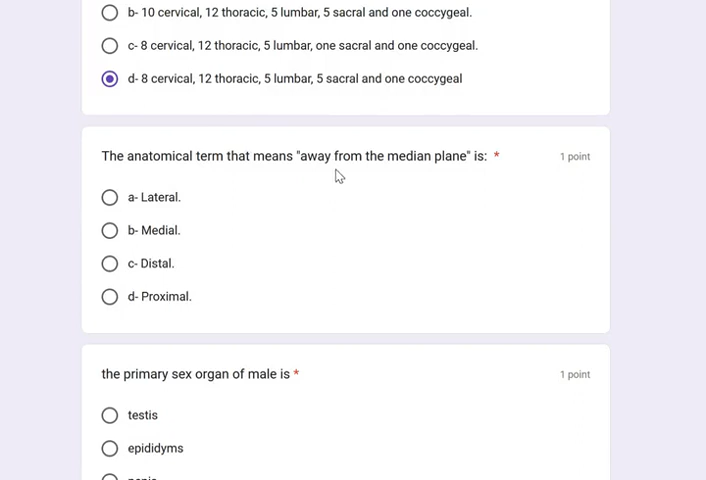 b- 10 cervical, 12 thoracic, 5 lumbar, 5 sacral and one coccygeal.
c- 8 cervical, 12 thoracic, 5 lumbar, one sacral and one coccygeal.
d- 8 cervical, 12 thoracic, 5 lumbar, 5 sacral and one coccygeal
The anatomical term that means "away from the median plane" is: * 1 point
a- Lateral.
b- Medial.
c- Distal.
d- Proximal.
the primary sex organ of male is * 1 point
testis
epididyms